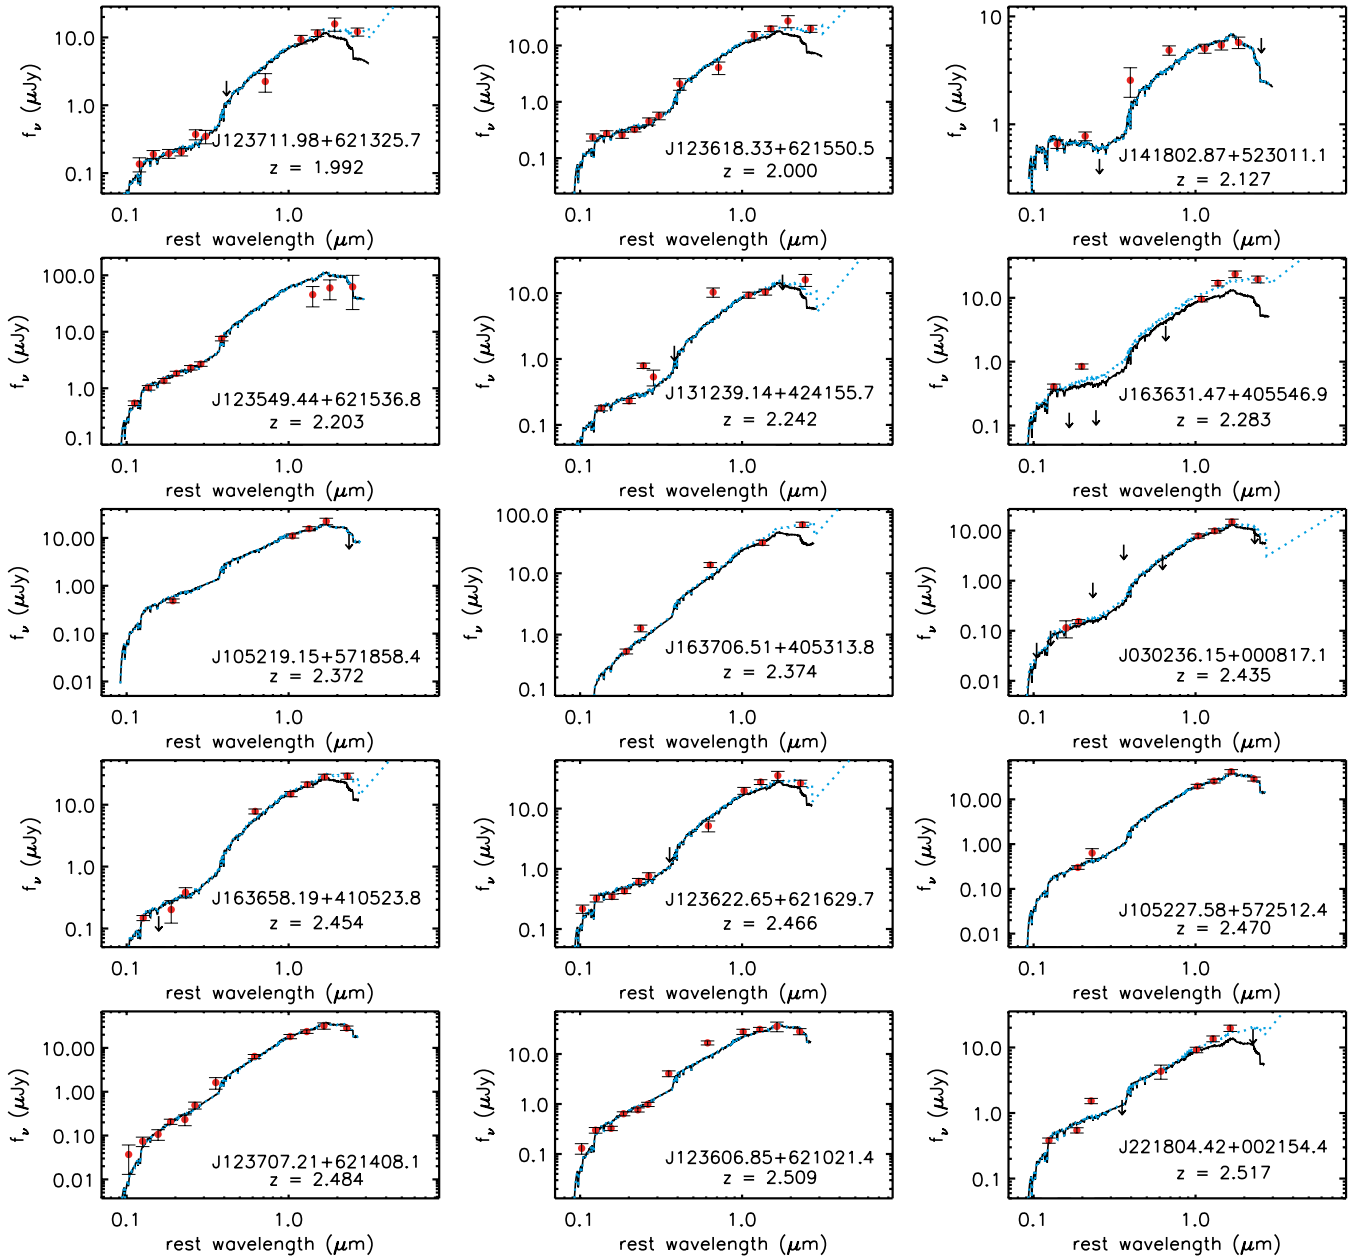 10.0
1.0
0.1
f_ν (μJy)
J123711.98+621325.7
z = 1.992
0.1 1.0
rest wavelength (μm)
10.0
1.0
0.1
f_ν (μJy)
J123618.33+621550.5
z = 2.000
0.1 1.0
rest wavelength (μm)
10
1
f_ν (μJy)
J141802.87+523011.1
z = 2.127
0.1 1.0
rest wavelength (μm)
100.0
10.0
1.0
0.1
f_ν (μJy)
J123549.44+621536.8
z = 2.203
0.1 1.0
rest wavelength (μm)
10.0
1.0
0.1
f_ν (μJy)
J131239.14+424155.7
z = 2.242
0.1 1.0
rest wavelength (μm)
10.0
1.0
0.1
f_ν (μJy)
J163631.47+405546.9
z = 2.283
0.1 1.0
rest wavelength (μm)
10.00
1.00
0.10
0.01
f_ν (μJy)
J105219.15+571858.4
z = 2.372
0.1 1.0
rest wavelength (μm)
100.0
10.0
1.0
0.1
f_ν (μJy)
J163706.51+405313.8
z = 2.374
0.1 1.0
rest wavelength (μm)
10.00
1.00
0.10
0.01
f_ν (μJy)
J030236.15+000817.1
z = 2.435
0.1 1.0
rest wavelength (μm)
10.0
1.0
0.1
f_ν (μJy)
J163658.19+410523.8
z = 2.454
0.1 1.0
rest wavelength (μm)
10.0
1.0
0.1
f_ν (μJy)
J123622.65+621629.7
z = 2.466
0.1 1.0
rest wavelength (μm)
10.00
1.00
0.10
0.01
f_ν (μJy)
J105227.58+572512.4
z = 2.470
0.1 1.0
rest wavelength (μm)
10.00
1.00
0.10
0.01
f_ν (μJy)
J123707.21+621408.1
z = 2.484
0.1 1.0
rest wavelength (μm)
10.0
1.0
0.1
f_ν (μJy)
J123606.85+621021.4
z = 2.509
0.1 1.0
rest wavelength (μm)
10.0
1.0
0.1
f_ν (μJy)
J221804.42+002154.4
z = 2.517
0.1 1.0
rest wavelength (μm)